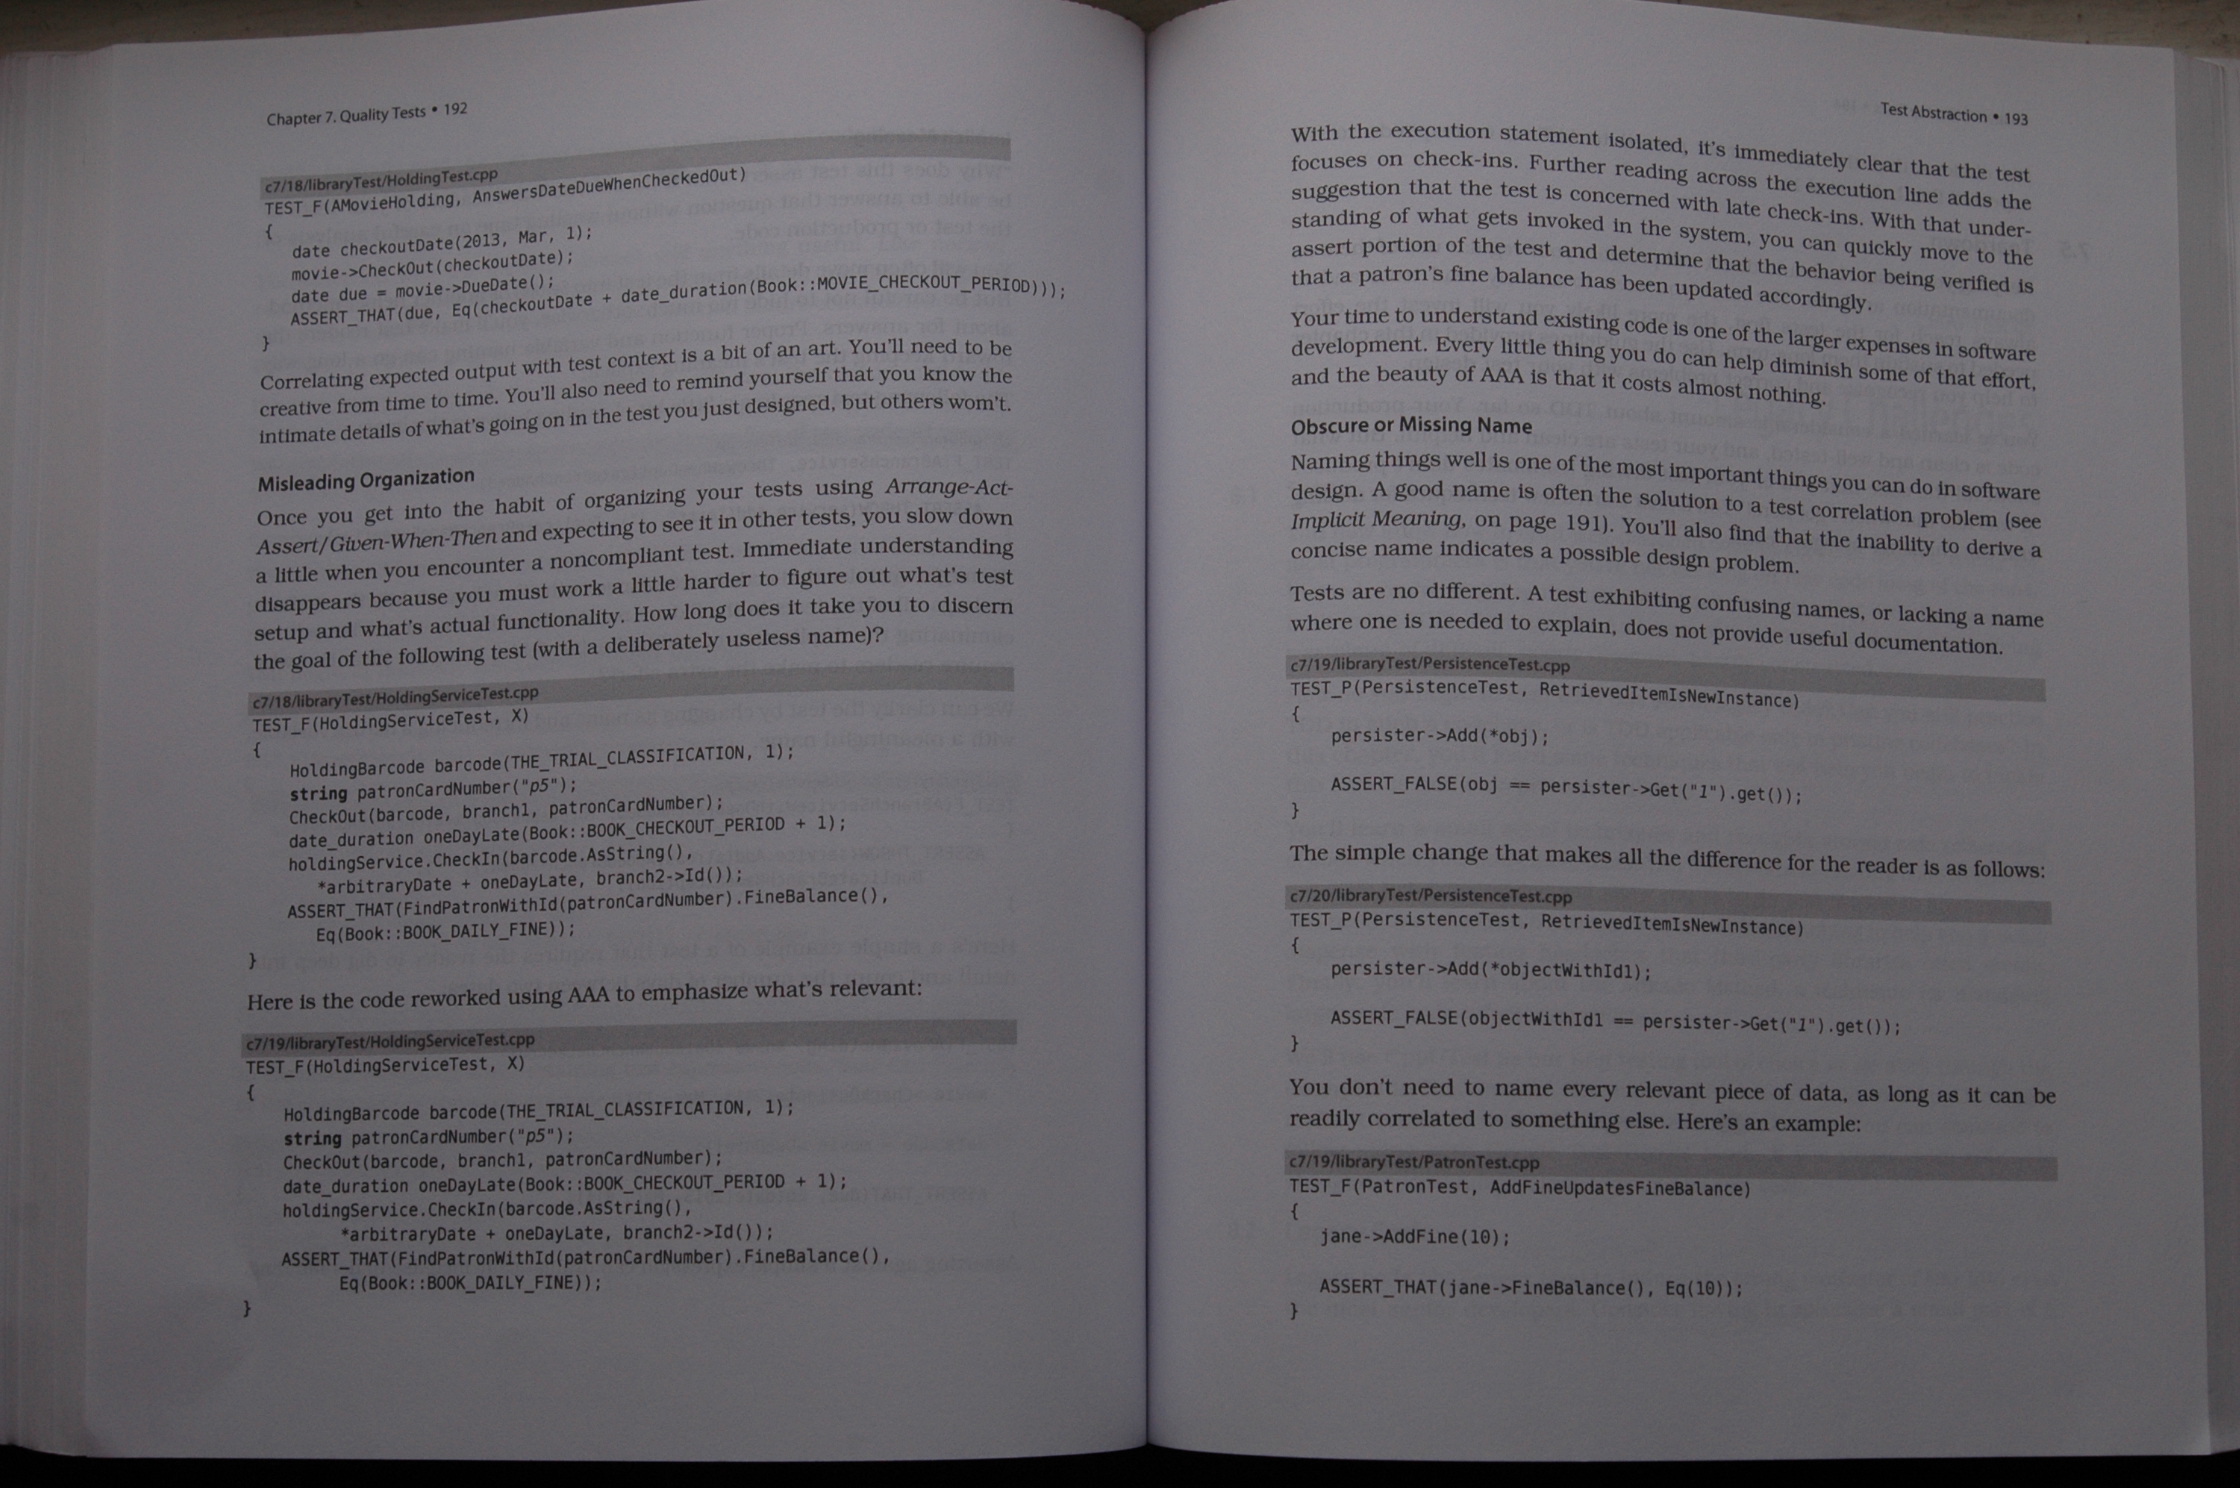 Chapter 7. Quality Tests • 192
c7/18/libraryTest/HoldingTest.cpp
TEST_F(AMovieHolding, AnswersDateDueWhenCheckedOut)
{
date checkoutDate(2013, Mar, 1);
movie->CheckOut(checkoutDate);
date due = movie->DueDate();
ASSERT_THAT(due, Eq(checkoutDate + date_duration(Book::MOVIE_CHECKOUT_PERIOD)));
}
Correlating expected output with test context is a bit of an art. You'll need to be
creative from time to time. You'll also need to remind yourself that you know the
intimate details of what's going on in the test you just designed, but others won't.
Misleading Organization
Once you get into the habit of organizing your tests using Arrange-Act-
Assert/Given-When-Then and expecting to see it in other tests, you slow down
a little when you encounter a noncompliant test. Immediate understanding
disappears because you must work a little harder to figure out what's test
setup and what's actual functionality. How long does it take you to discern
the goal of the following test (with a deliberately useless name)?
c7/18/libraryTest/HoldingServiceTest.cpp
TEST_F(HoldingServiceTest, X)
{
HoldingBarcode barcode(THE_TRIAL_CLASSIFICATION, 1);
string patronCardNumber("p5");
CheckOut(barcode, branch1, patronCardNumber);
date_duration oneDayLate(Book::BOOK_CHECKOUT_PERIOD + 1);
holdingService.CheckIn(barcode.AsString(),
*arbitraryDate + oneDayLate, branch2->Id());
ASSERT_THAT(FindPatronWithId(patronCardNumber).FineBalance(),
Eq(Book::BOOK_DAILY_FINE));
}
Here is the code reworked using AAA to emphasize what's relevant:
c7/19/libraryTest/HoldingServiceTest.cpp
TEST_F(HoldingServiceTest, X)
{
HoldingBarcode barcode(THE_TRIAL_CLASSIFICATION, 1);
string patronCardNumber("p5");
CheckOut(barcode, branch1, patronCardNumber);
date_duration oneDayLate(Book::BOOK_CHECKOUT_PERIOD + 1);
holdingService.CheckIn(barcode.AsString(),
*arbitraryDate + oneDayLate, branch2->Id());
ASSERT_THAT(FindPatronWithId(patronCardNumber).FineBalance(),
Eq(Book::BOOK_DAILY_FINE));
}
Test Abstraction • 193
With the execution statement isolated, it's immediately clear that the test
focuses on check-ins. Further reading across the execution line adds the
suggestion that the test is concerned with late check-ins. With that under-
standing of what gets invoked in the system, you can quickly move to the
assert portion of the test and determine that the behavior being verified is
that a patron's fine balance has been updated accordingly.
Your time to understand existing code is one of the larger expenses in software
development. Every little thing you do can help diminish some of that effort,
and the beauty of AAA is that it costs almost nothing.
Obscure or Missing Name
Naming things well is one of the most important things you can do in software
design. A good name is often the solution to a test correlation problem (see
Implicit Meaning, on page 191). You'll also find that the inability to derive a
concise name indicates a possible design problem.
Tests are no different. A test exhibiting confusing names, or lacking a name
where one is needed to explain, does not provide useful documentation.
c7/19/libraryTest/PersistenceTest.cpp
TEST_P(PersistenceTest, RetrievedItemIsNewInstance)
{
persister->Add(*obj);
ASSERT_FALSE(obj == persister->Get("1").get());
}
The simple change that makes all the difference for the reader is as follows:
c7/20/libraryTest/PersistenceTest.cpp
TEST_P(PersistenceTest, RetrievedItemIsNewInstance)
{
persister->Add(*objectWithId1);
ASSERT_FALSE(objectWithId1 == persister->Get("1").get());
}
You don't need to name every relevant piece of data, as long as it can be
readily correlated to something else. Here's an example:
c7/19/libraryTest/PatronTest.cpp
TEST_F(PatronTest, AddFineUpdatesFineBalance)
{
jane->AddFine(10);
ASSERT_THAT(jane->FineBalance(), Eq(10));
}